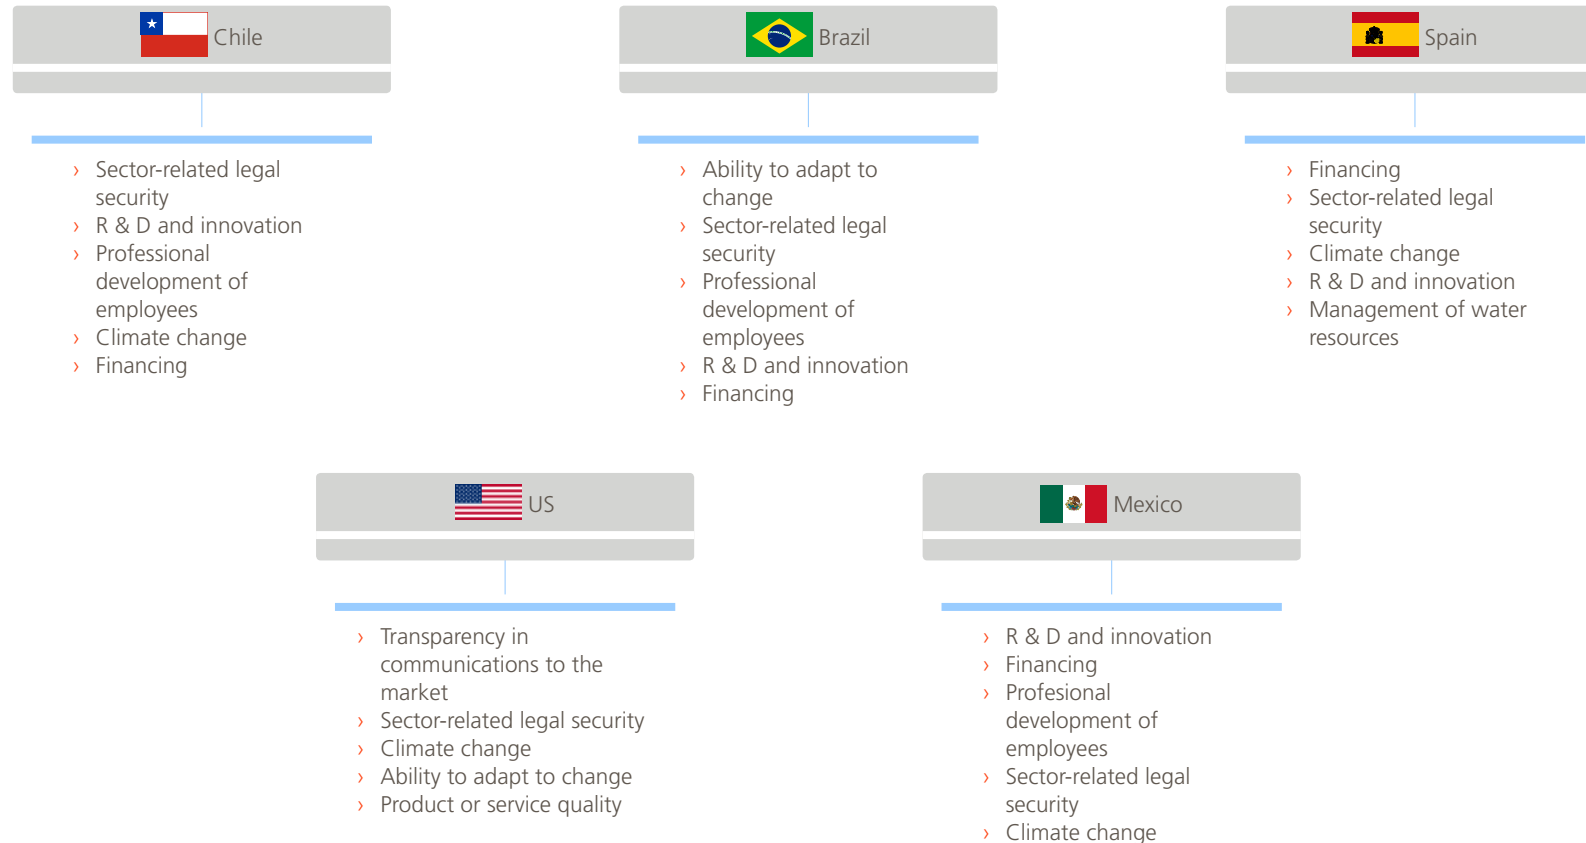 Chile
› Sector-related legal
security
› R & D and innovation
› Professional
development of
employees
› Climate change
› Financing
Brazil
› Ability to adapt to
change
› Sector-related legal
security
› Professional
development of
employees
› R & D and innovation
› Financing
Spain
› Financing
› Sector-related legal
security
› Climate change
› R & D and innovation
› Management of water
resources
US
› Transparency in
communications to the
market
› Sector-related legal security
› Climate change
› Ability to adapt to change
› Product or service quality
Mexico
› R & D and innovation
› Financing
› Profesional
development of
employees
› Sector-related legal
security
› Climate change